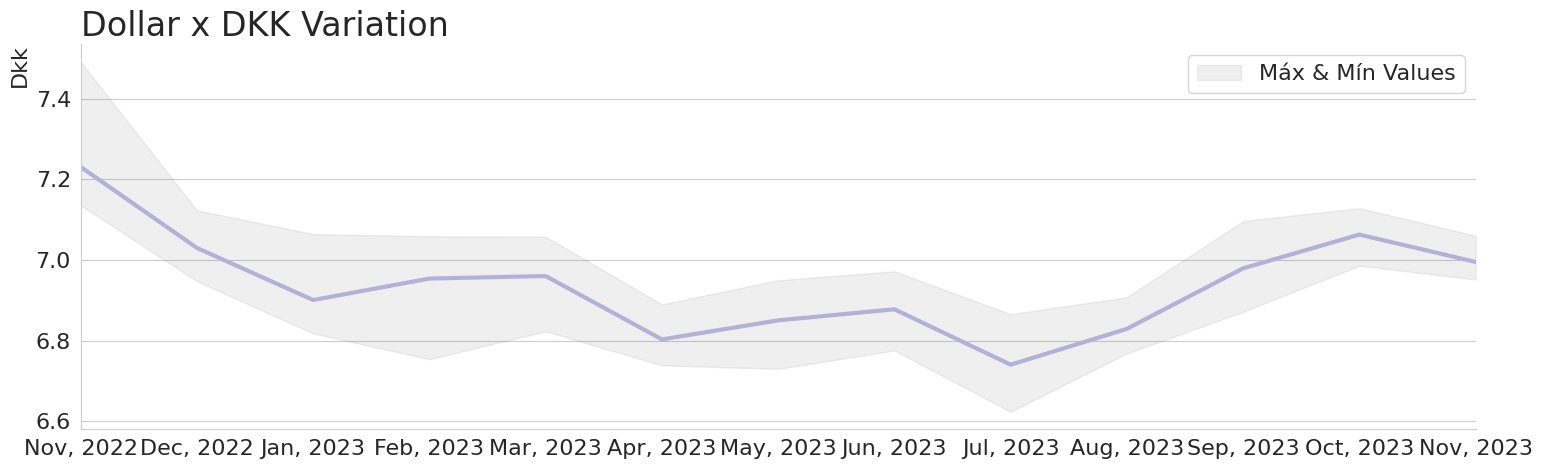 Dollar x DKK Variation
Dkk
Máx & Mín Values
7.4
7.2
7.0
6.8
6.6
Nov, 2022 Dec, 2022 Jan, 2023 Feb, 2023 Mar, 2023 Apr, 2023 May, 2023 Jun, 2023 Jul, 2023 Aug, 2023 Sep, 2023 Oct, 2023 Nov, 2023